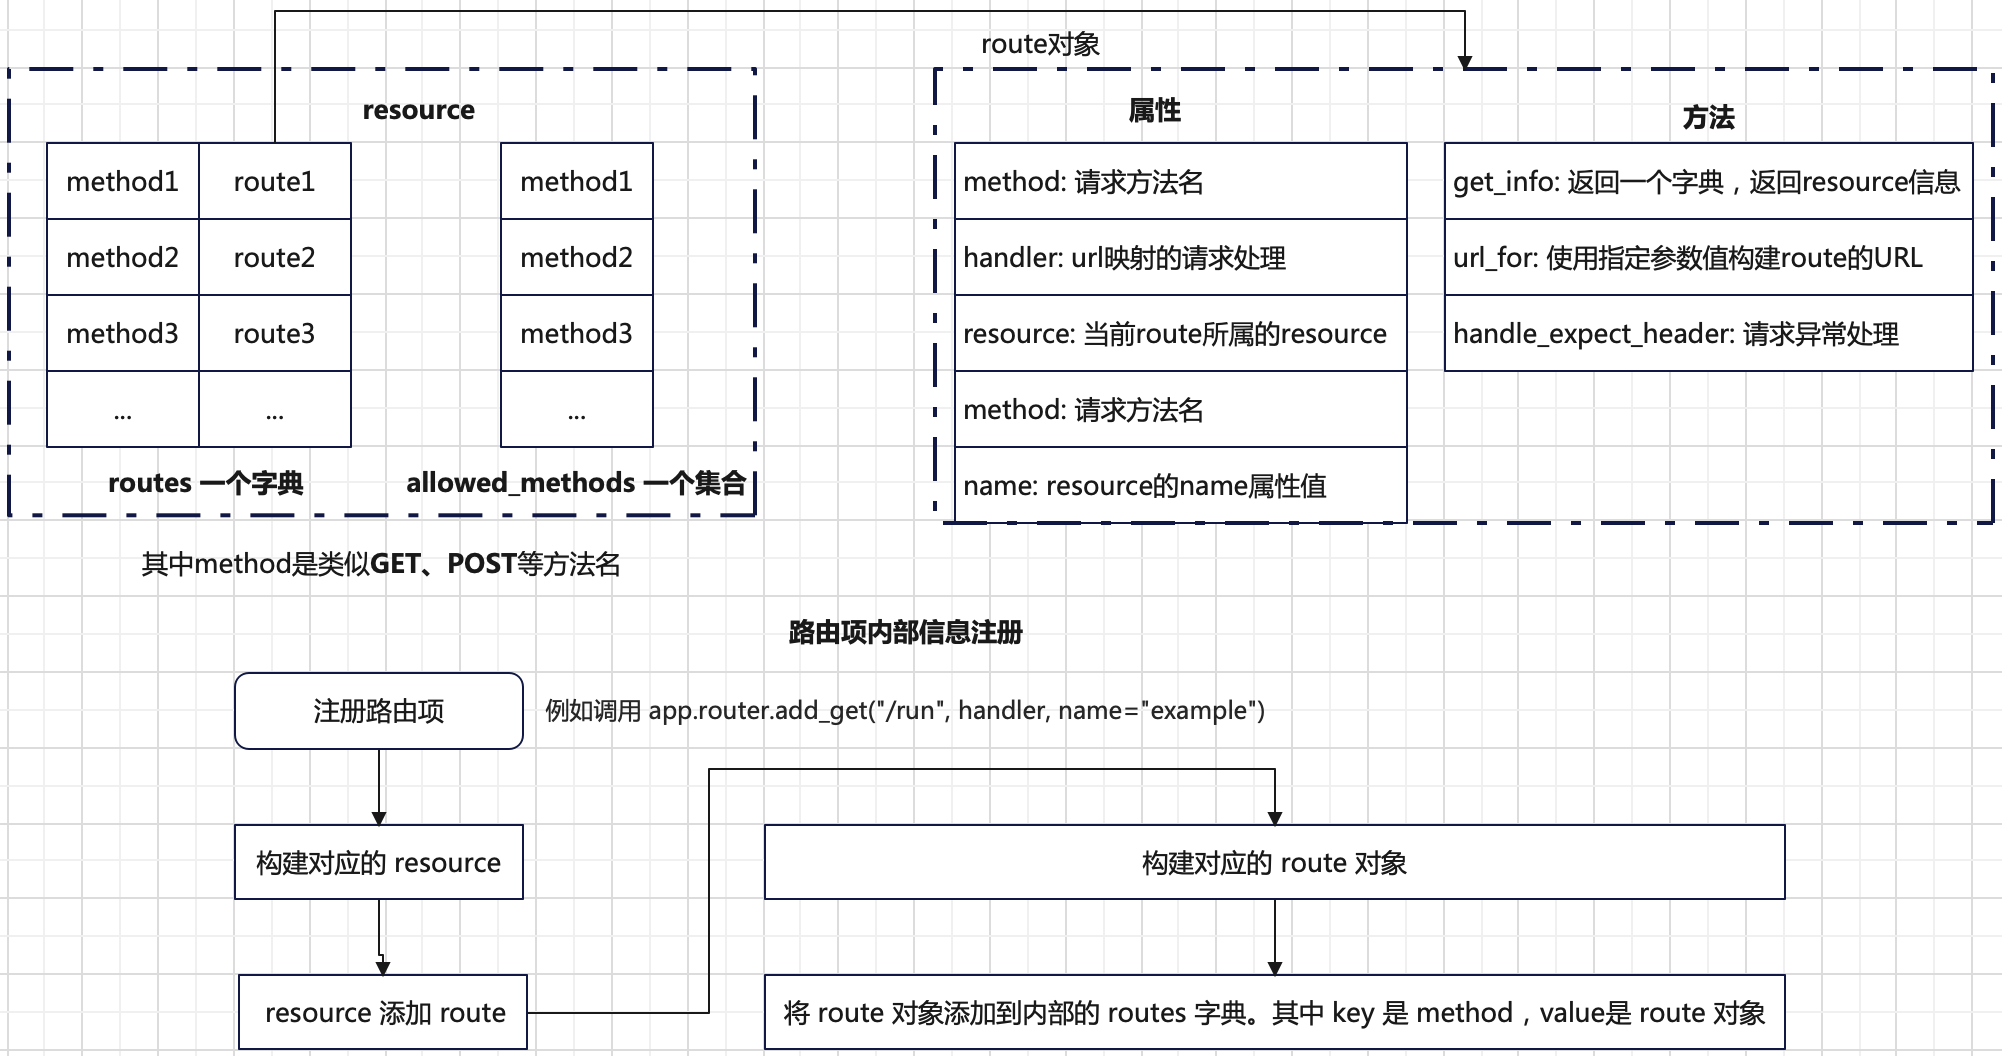 route对象
resource
method1 route1
method2 route2
method3 route3
... ...
routes 一个字典
method1
method2
method3
...
allowed_methods 一个集合
其中method是类似GET、POST等方法名
属性
method: 请求方法名
handler: url映射的请求处理
resource: 当前route所属的resource
method: 请求方法名
name: resource的name属性值
方法
get_info: 返回一个字典，返回resource信息
url_for: 使用指定参数值构建route的URL
handle_expect_header: 请求异常处理
路由项内部信息注册
注册路由项
例如调用 app.router.add_get("/run", handler, name="example")
构建对应的 resource
resource 添加 route
构建对应的 route 对象
将 route 对象添加到内部的 routes 字典。其中 key 是 method，value是 route 对象